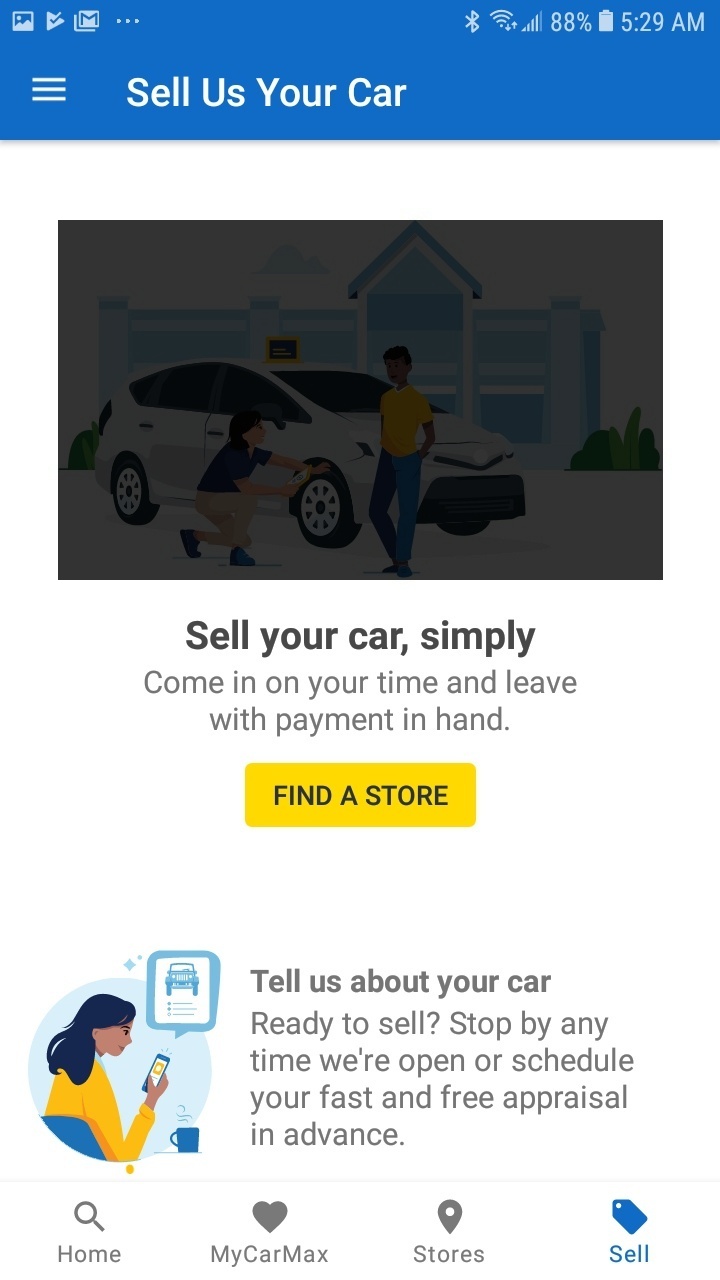 88% 5:29 AM
Sell Us Your Car
Sell your car, simply
Come in on your time and leave
with payment in hand.
FIND A STORE
Tell us about your car
Ready to sell? Stop by any
time we're open or schedule
your fast and free appraisal
in advance.
Home MyCarMax Stores Sell